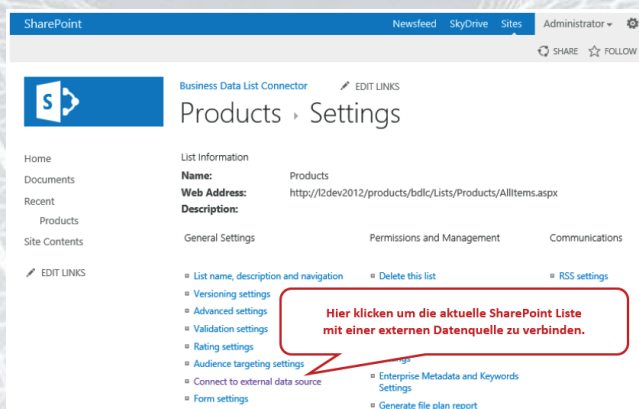 SharePoint
Newsfeed SkyDrive Sites Administrator
SHARE FOLLOW
S
Business Data List Connector EDIT LINKS
Products Settings
Home
Documents
Recent
Products
Site Contents
EDIT LINKS
List Information
Name: Products
Web Address: http://l2dev2012/products/bdlc/Lists/Products/AllItems.aspx
Description:
General Settings Permissions and Management Communications
List name, description and navigation Delete this list RSS settings
Versioning settings
Advanced settings
Validation settings
Rating settings
Audience targeting settings
Connect to external data source
Form settings
Hier klicken um die aktuelle SharePoint Liste
mit einer externen Datenquelle zu verbinden.
Enterprise Metadata and Keywords
Settings
Generate file plan report